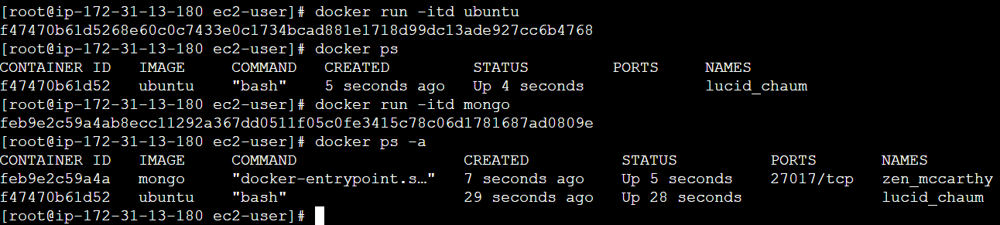 [root@ip-172-31-13-180 ec2-user]# docker run -itd ubuntu
f47470b61d5268e60c0c7433e0c1734bcad881e1718d99dc13ade927cc6b4768
[root@ip-172-31-13-180 ec2-user]# docker ps
CONTAINER ID   IMAGE     COMMAND   CREATED         STATUS         PORTS     NAMES
f47470b61d52   ubuntu    "bash"    5 seconds ago   Up 4 seconds             lucid_chaum
[root@ip-172-31-13-180 ec2-user]# docker run -itd mongo
feb9e2c59a4ab8ecc11292a367dd0511f05c0fe3415c78c06d1781687ad0809e
[root@ip-172-31-13-180 ec2-user]# docker ps -a
CONTAINER ID   IMAGE     COMMAND                  CREATED          STATUS          PORTS       NAMES
feb9e2c59a4a   mongo     "docker-entrypoint.s…"   7 seconds ago    Up 5 seconds    27017/tcp   zen_mccarthy
f47470b61d52   ubuntu    "bash"                   29 seconds ago   Up 28 seconds               lucid_chaum
[root@ip-172-31-13-180 ec2-user]#